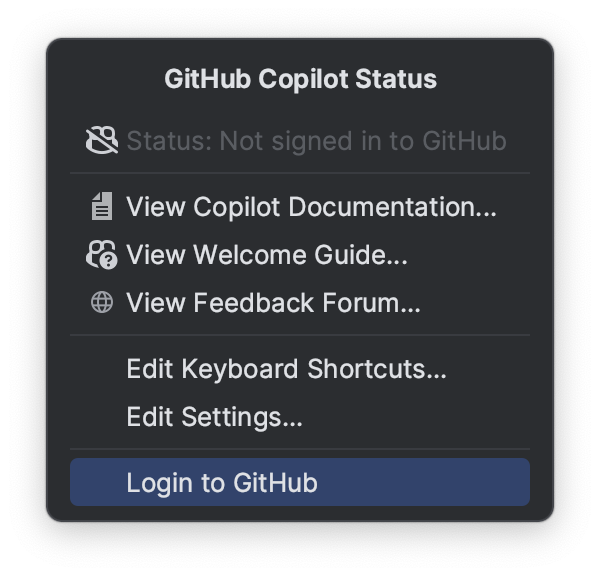 GitHub Copilot Status
Status: Not signed in to GitHub
View Copilot Documentation...
View Welcome Guide...
View Feedback Forum...
Edit Keyboard Shortcuts...
Edit Settings...
Login to GitHub